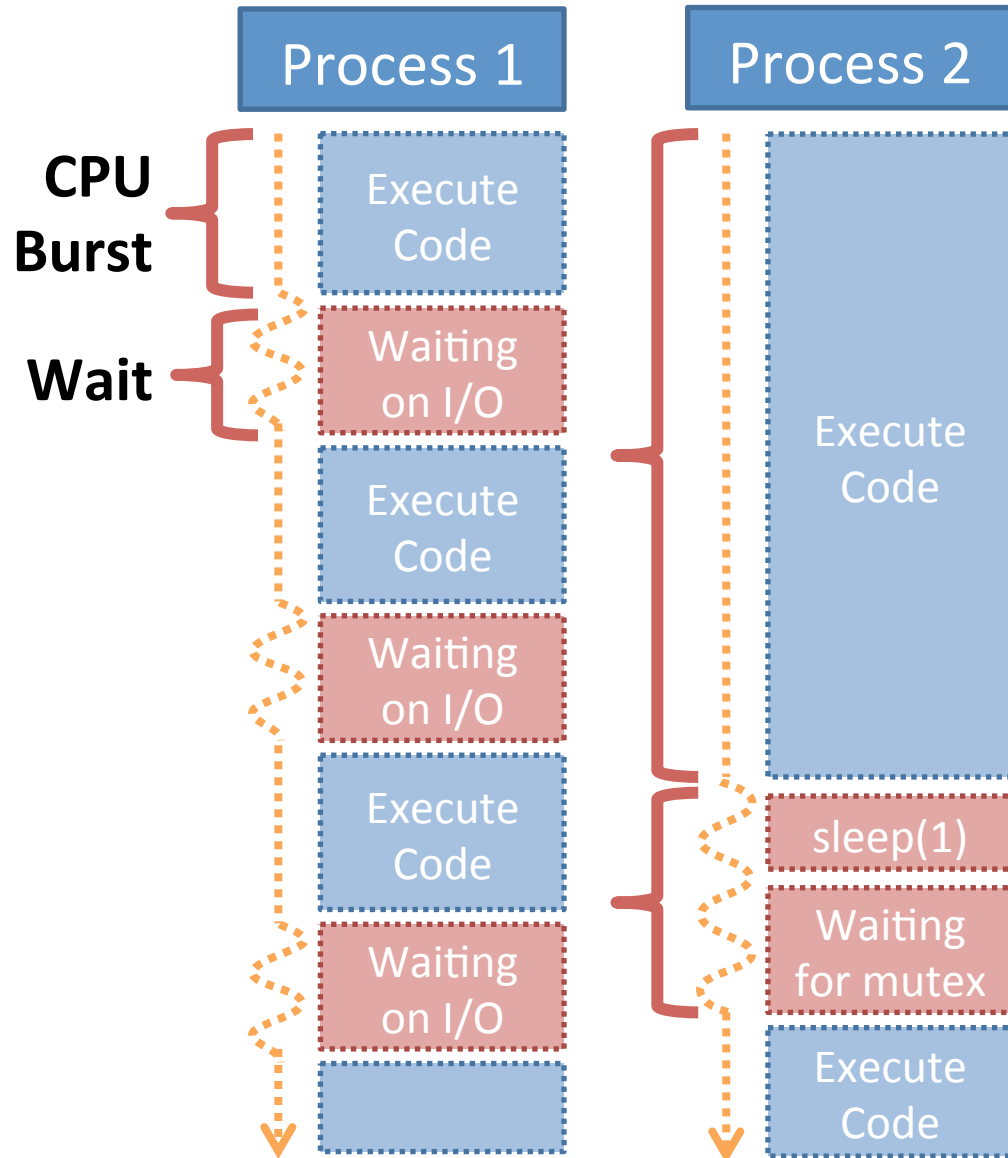 Process 1
CPU
Burst
Wait
Execute
Code
Waiting
on I/O
Execute
Code
Waiting
on I/O
Execute
Code
Waiting
on I/O
Process 2
Execute
Code
sleep(1)
Waiting
for mutex
Execute
Code